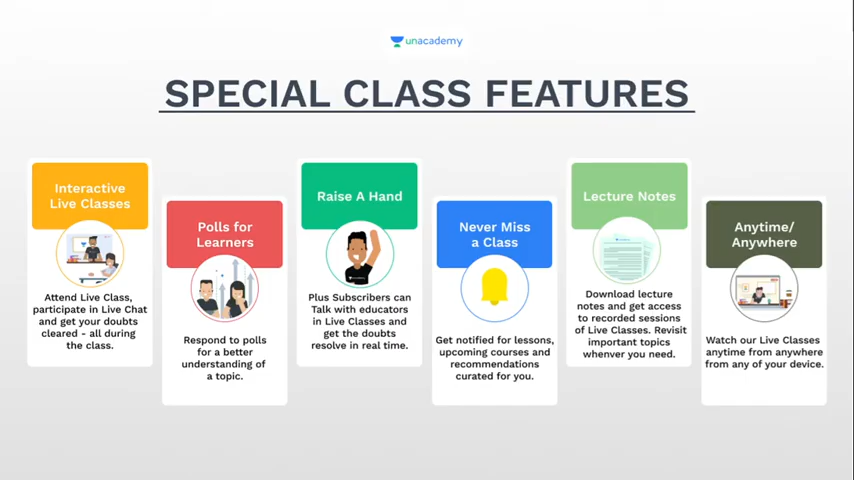 unacademy
SPECIAL CLASS FEATURES
Interactive
Live Classes
Attend Live Class,
participate in Live Chat
and get your doubts
cleared - all during
the class.
Polls for
Learners
Respond to polls
for a better
understanding of
a topic.
Raise A Hand
Plus Subscribers can
Talk with educators
in Live Classes and
get the doubts
resolve in real time.
Never Miss
a Class
Get notified for lessons,
upcoming courses and
recommendations
curated for you.
Lecture Notes
Download lecture
notes and get access
to recorded sessions
of Live Classes. Revisit
important topics
whenver you need.
Anytime/
Anywhere
Watch our Live Classes
anytime from anywhere
from any of your device.